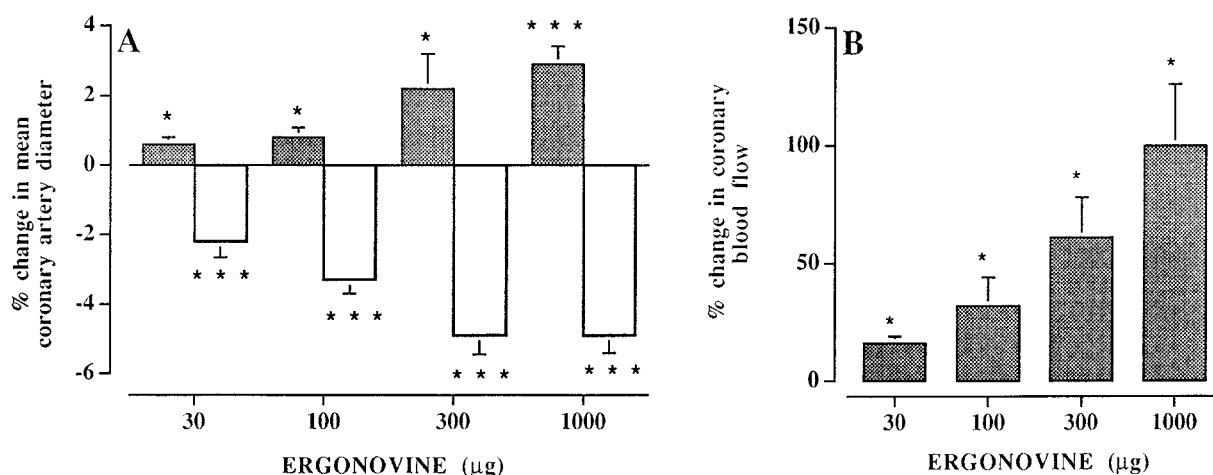 A
% change in mean
coronary artery diameter
4
2
0
-2
-4
-6
*
*
*
* * *
* * *
* * *
* * *
* * *
30 100 300 1000
ERGONOVINE (µg)
B
% change in coronary
blood flow
150
100
50
0
*
*
*
*
30 100 300 1000
ERGONOVINE (µg)